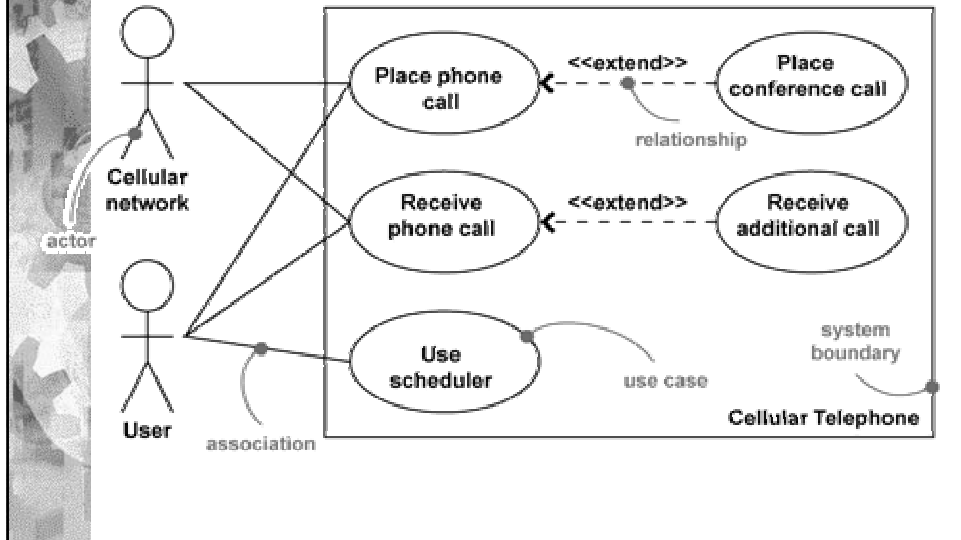 Place phone
call
<<extend>>
Place
conference call
relationship
Cellular
network
actor
Receive
phone call
<<extend>>
Receive
additional call
Use
scheduler
use case
system
boundary
Cellular Telephone
User
association